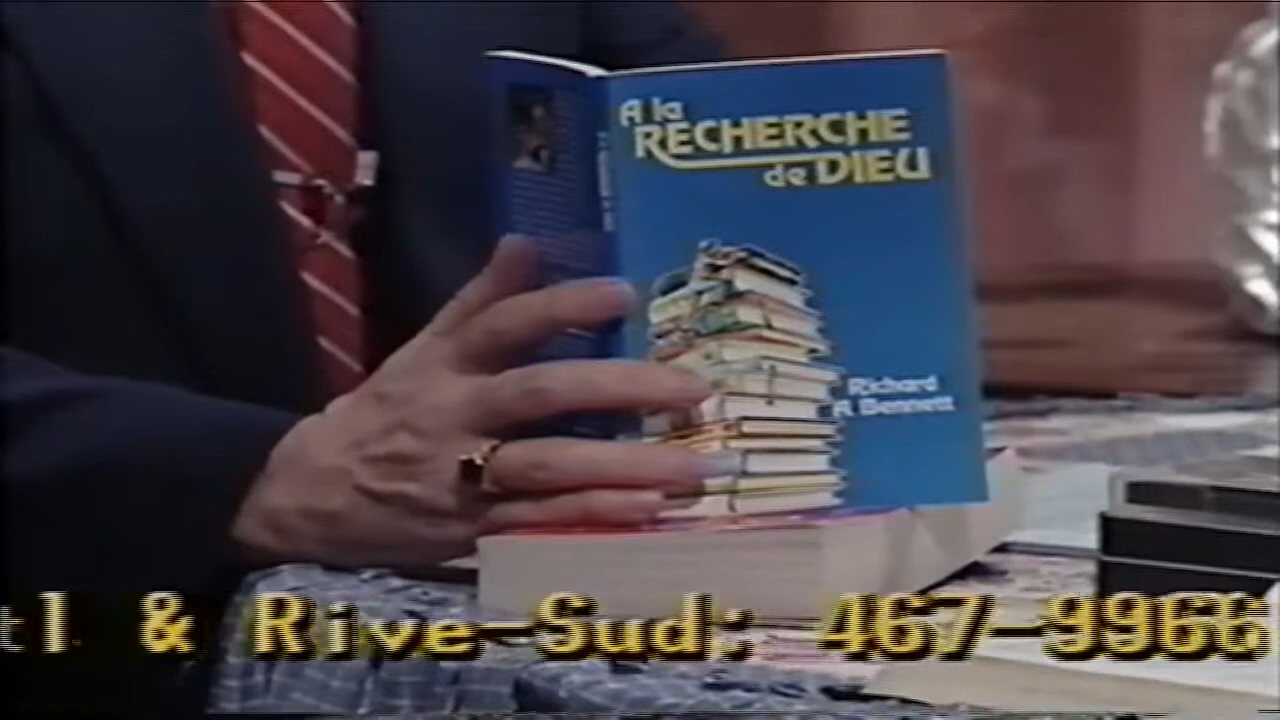 A la
RECHERCHE
de DIEU
Richard
A Bennett
tl & Rive-Sud: 467-9966